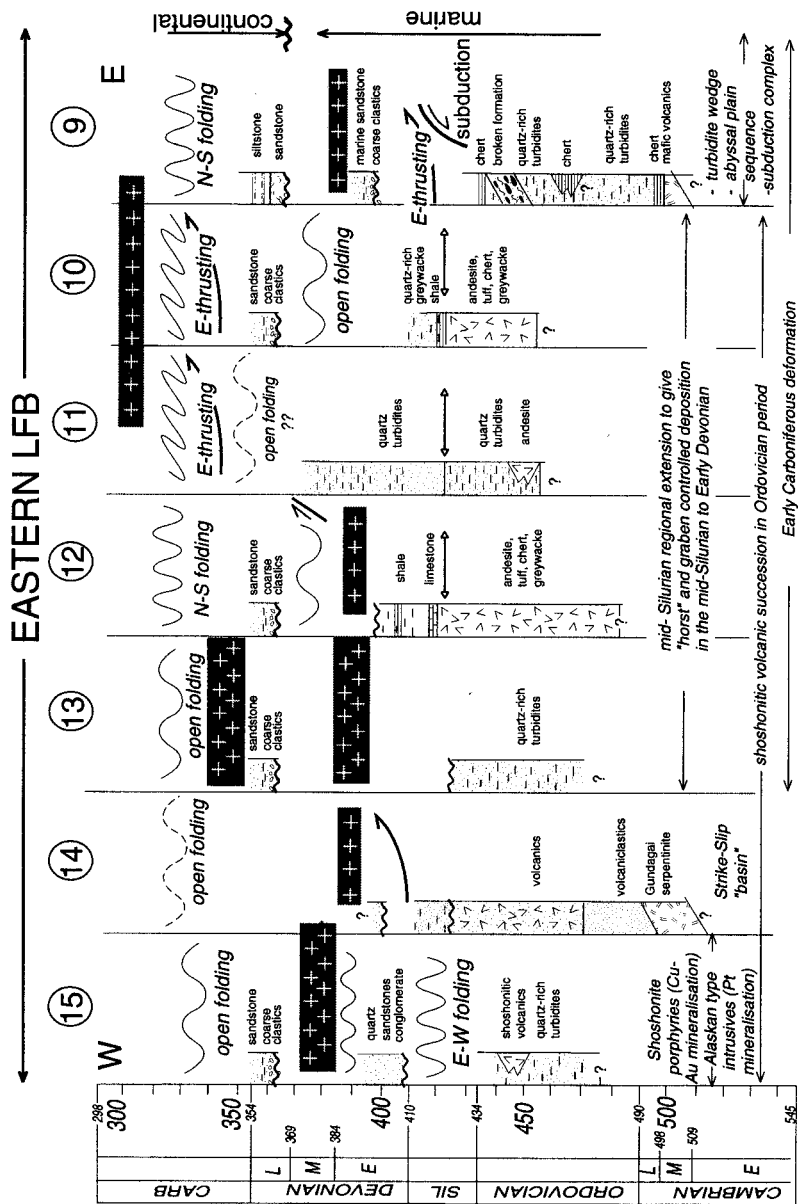 EASTERN LFB
W
E
15
14
13
12
11
10
9
continental
marine
298
300
350
354
369
384
400
410
434
450
490
498
500
509
545
CARB
L
M
E
DEVONIAN
SIL
ORDOVICIAN
L
M
E
CAMBRIAN
open folding
sandstone
coarse
clastics
quartz
sandstones
conglomerate
E-W folding
shoshonitic
volcanics
quartz-rich
turbidites
Shoshonite
porphyries (Cu-
Au mineralisation)
Alaskan type
intrusives (Pt
mineralisation)
open folding
?
volcanics
volcaniclastics
Gundagai
serpentinite
?
Strike-Slip
"basin"
open folding
sandstone
coarse
clastics
quartz-rich
turbidites
?
N-S folding
sandstone
coarse
clastics
shale
limestone
andesite,
tuff, chert,
greywacke
?
E-thrusting
open folding
??
quartz
turbidites
quartz
turbidites
andesite
?
E-thrusting
sandstone
coarse
clastics
open folding
quartz-rich
greywacke
shale
andesite,
tuff, chert,
greywacke
?
N-S folding
siltstone
sandstone
marine sandstone
coarse clastics
E-thrusting
subduction
chert
broken formation
quartz-rich
turbidites
chert
?
quartz-rich
turbidites
chert
mafic volcanics
?
- turbidite wedge
- abyssal plain
sequence
-subduction complex
mid- Silurian regional extension to give
"horst" and graben controlled deposition
in the mid-Silurian to Early Devonian
shoshonitic volcanic succession in Ordovician period
Early Carboniferous deformation